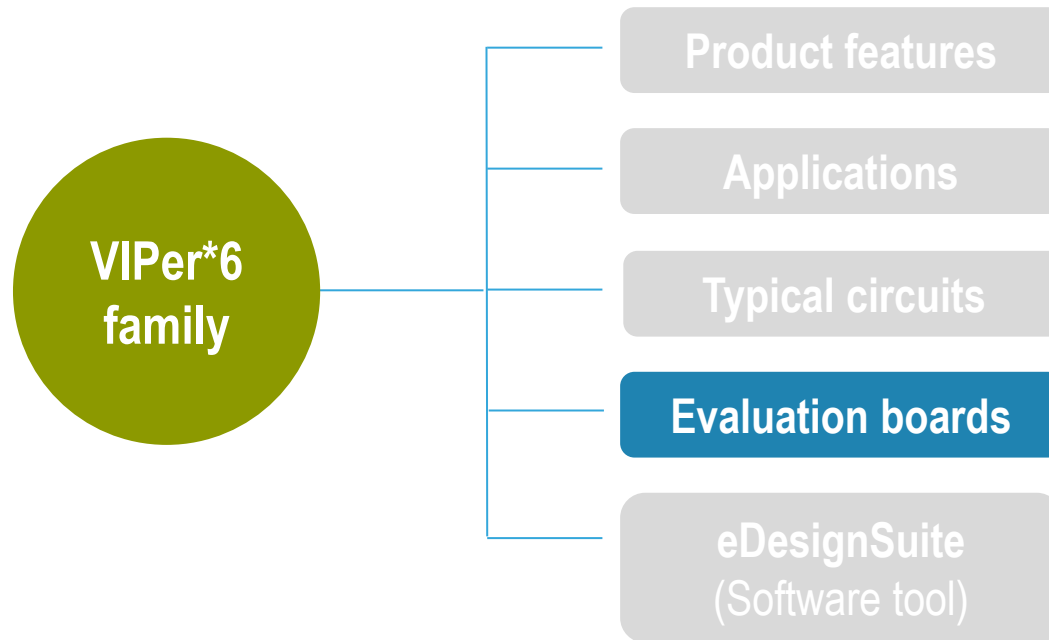 VIPer*6
family
Product features
Applications
Typical circuits
Evaluation boards
eDesignSuite
(Software tool)